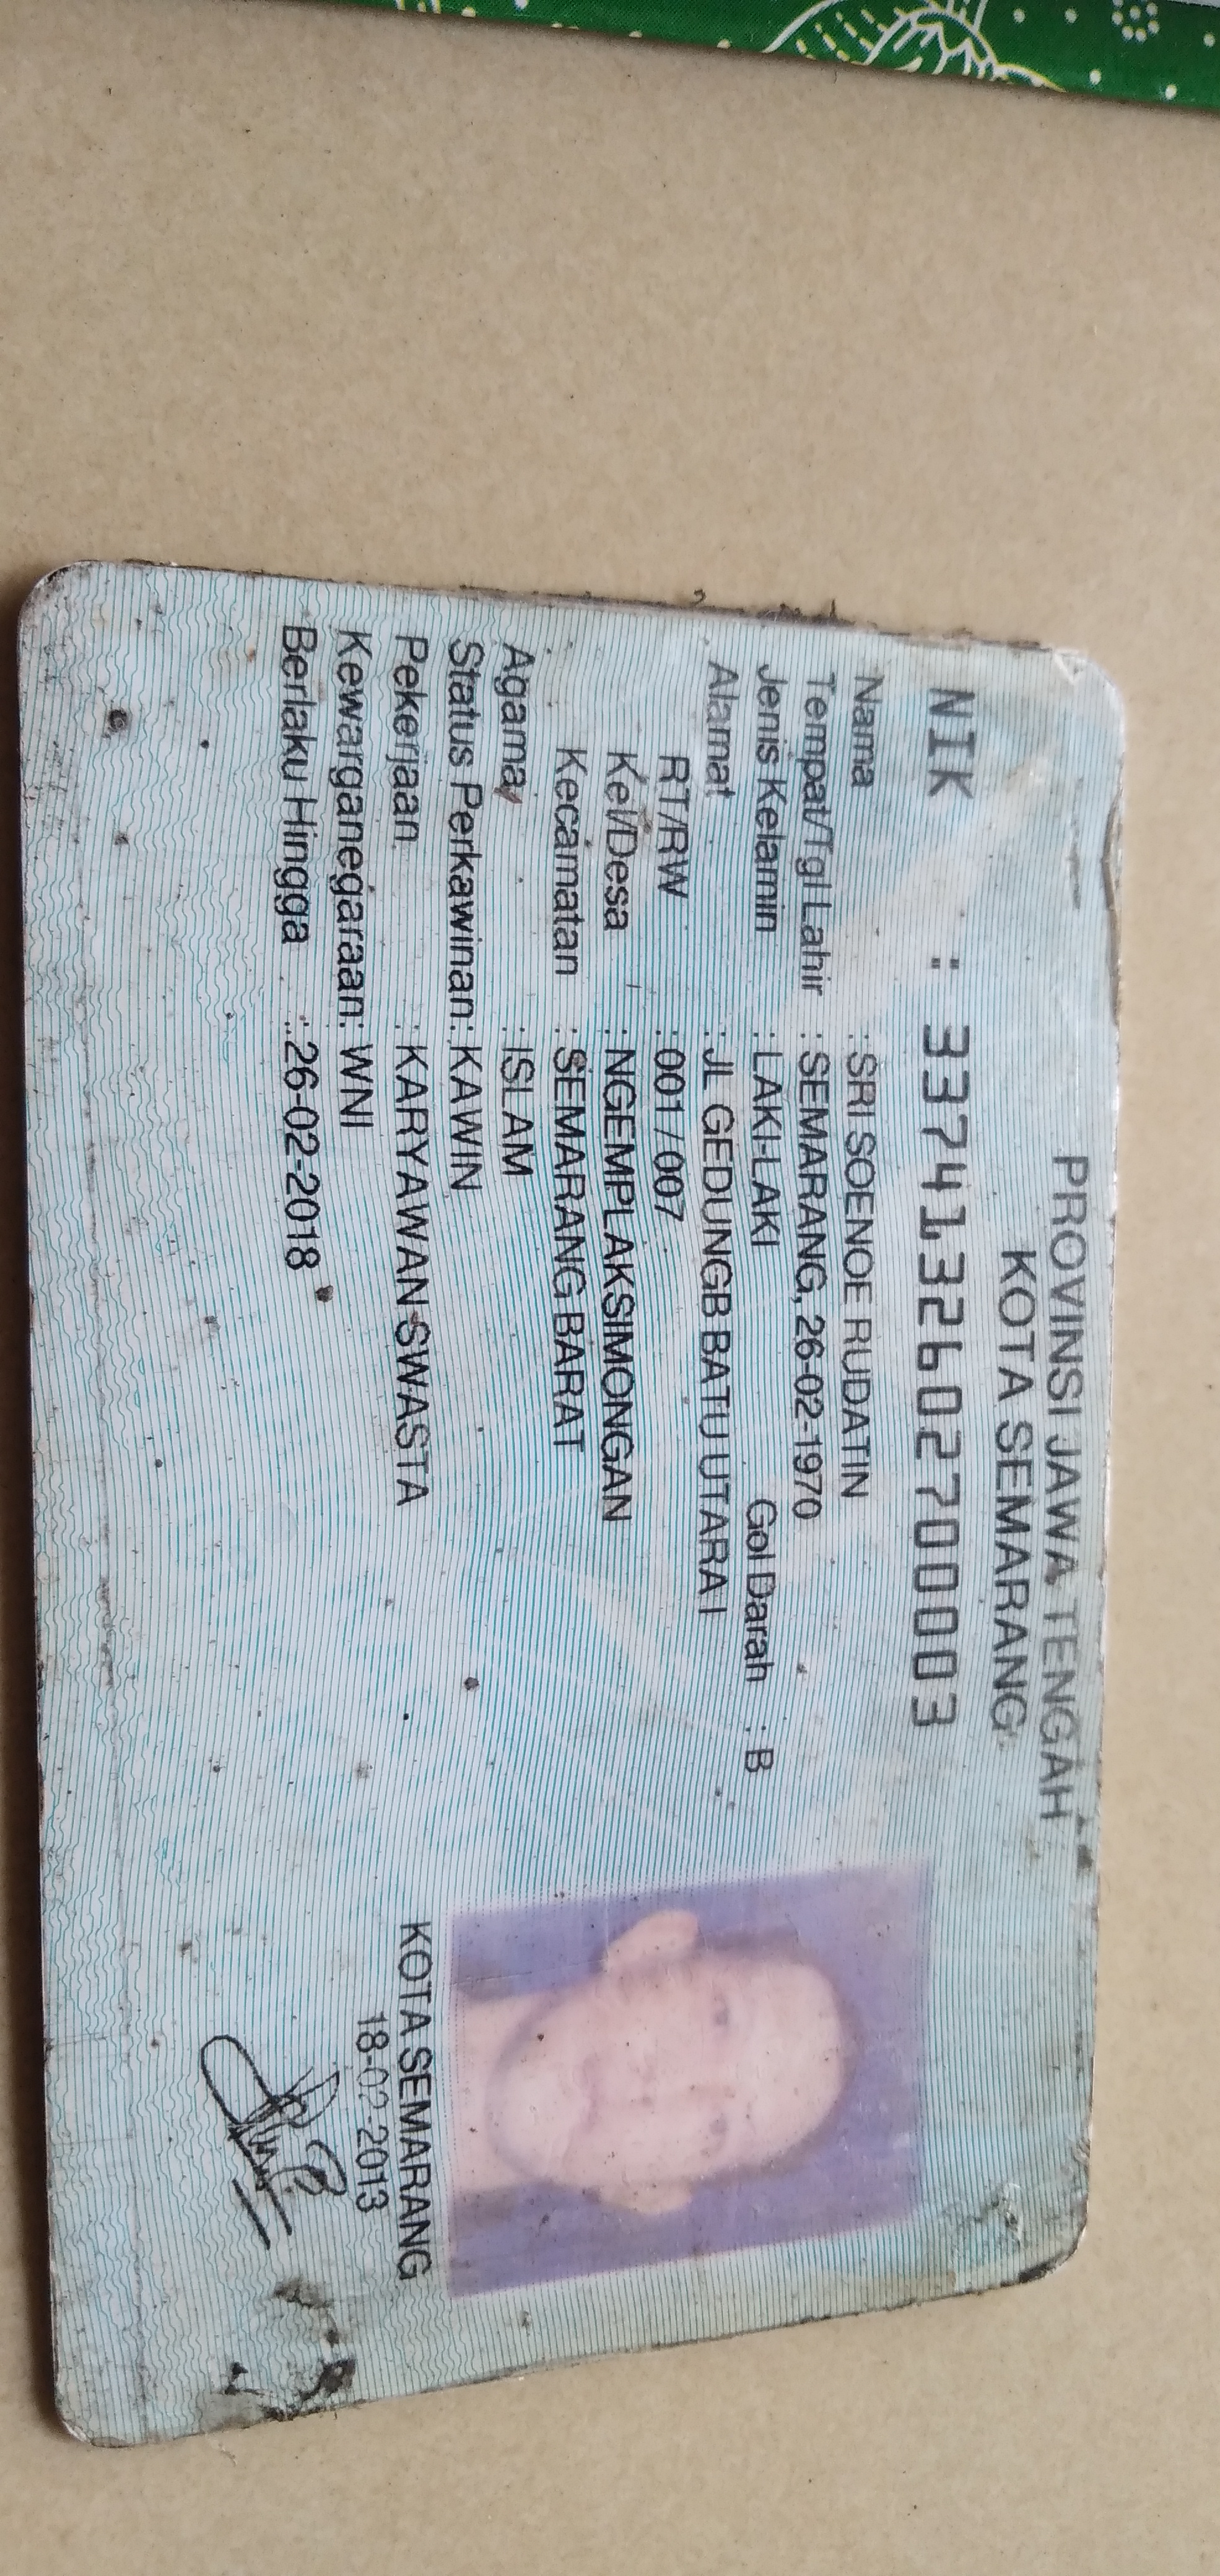 PROVINSI JAWA TENGAH
KOTA SEMARANG
NIK : 3374132602700003
Nama : SRI SOENOE RUDATIN
Tempat/Tgl Lahir : SEMARANG, 26-02-1970
Jenis Kelamin : LAKI-LAKI Gol Darah : B
Alamat : JL GEDUNGB BATU UTARA I
RT/RW : 001 / 007
Kel/Desa : NGEMPLAKSIMONGAN
Kecamatan : SEMARANG BARAT
Agama : ISLAM
Status Perkawinan : KAWIN
Pekerjaan : KARYAWAN SWASTA
Kewarganegaraan: WNI
Berlaku Hingga : 26-02-2018
KOTA SEMARANG
18-02-2013